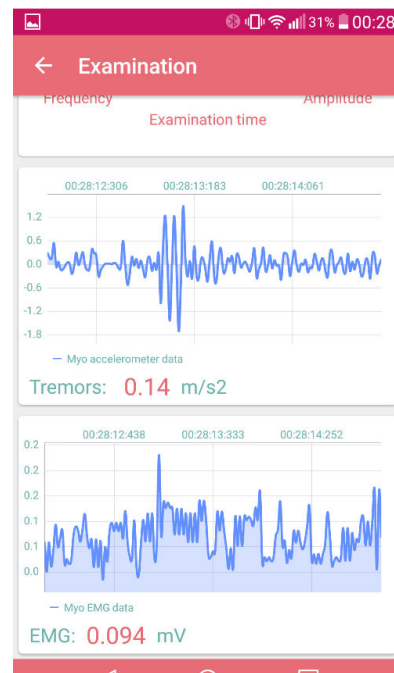 31% 00:28
Examination
Frequency Amplitude
Examination time
00:28:12:306 00:28:13:183 00:28:14:061
1.2
0.6
0.0
-0.6
-1.2
-1.8
Myo accelerometer data
Tremors: 0.14 m/s2
00:28:12:438 00:28:13:333 00:28:14:252
0.2
0.2
0.2
0.1
0.1
0.0
Myo EMG data
EMG: 0.094 mV